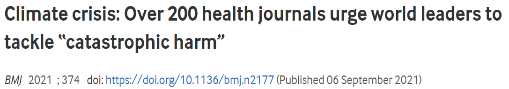 Climate crisis: Over 200 health journals urge world leaders to
tackle “catastrophic harm”
BMJ 2021 ; 374 doi: https://doi.org/10.1136/bmj.n2177 (Published 06 September 2021)